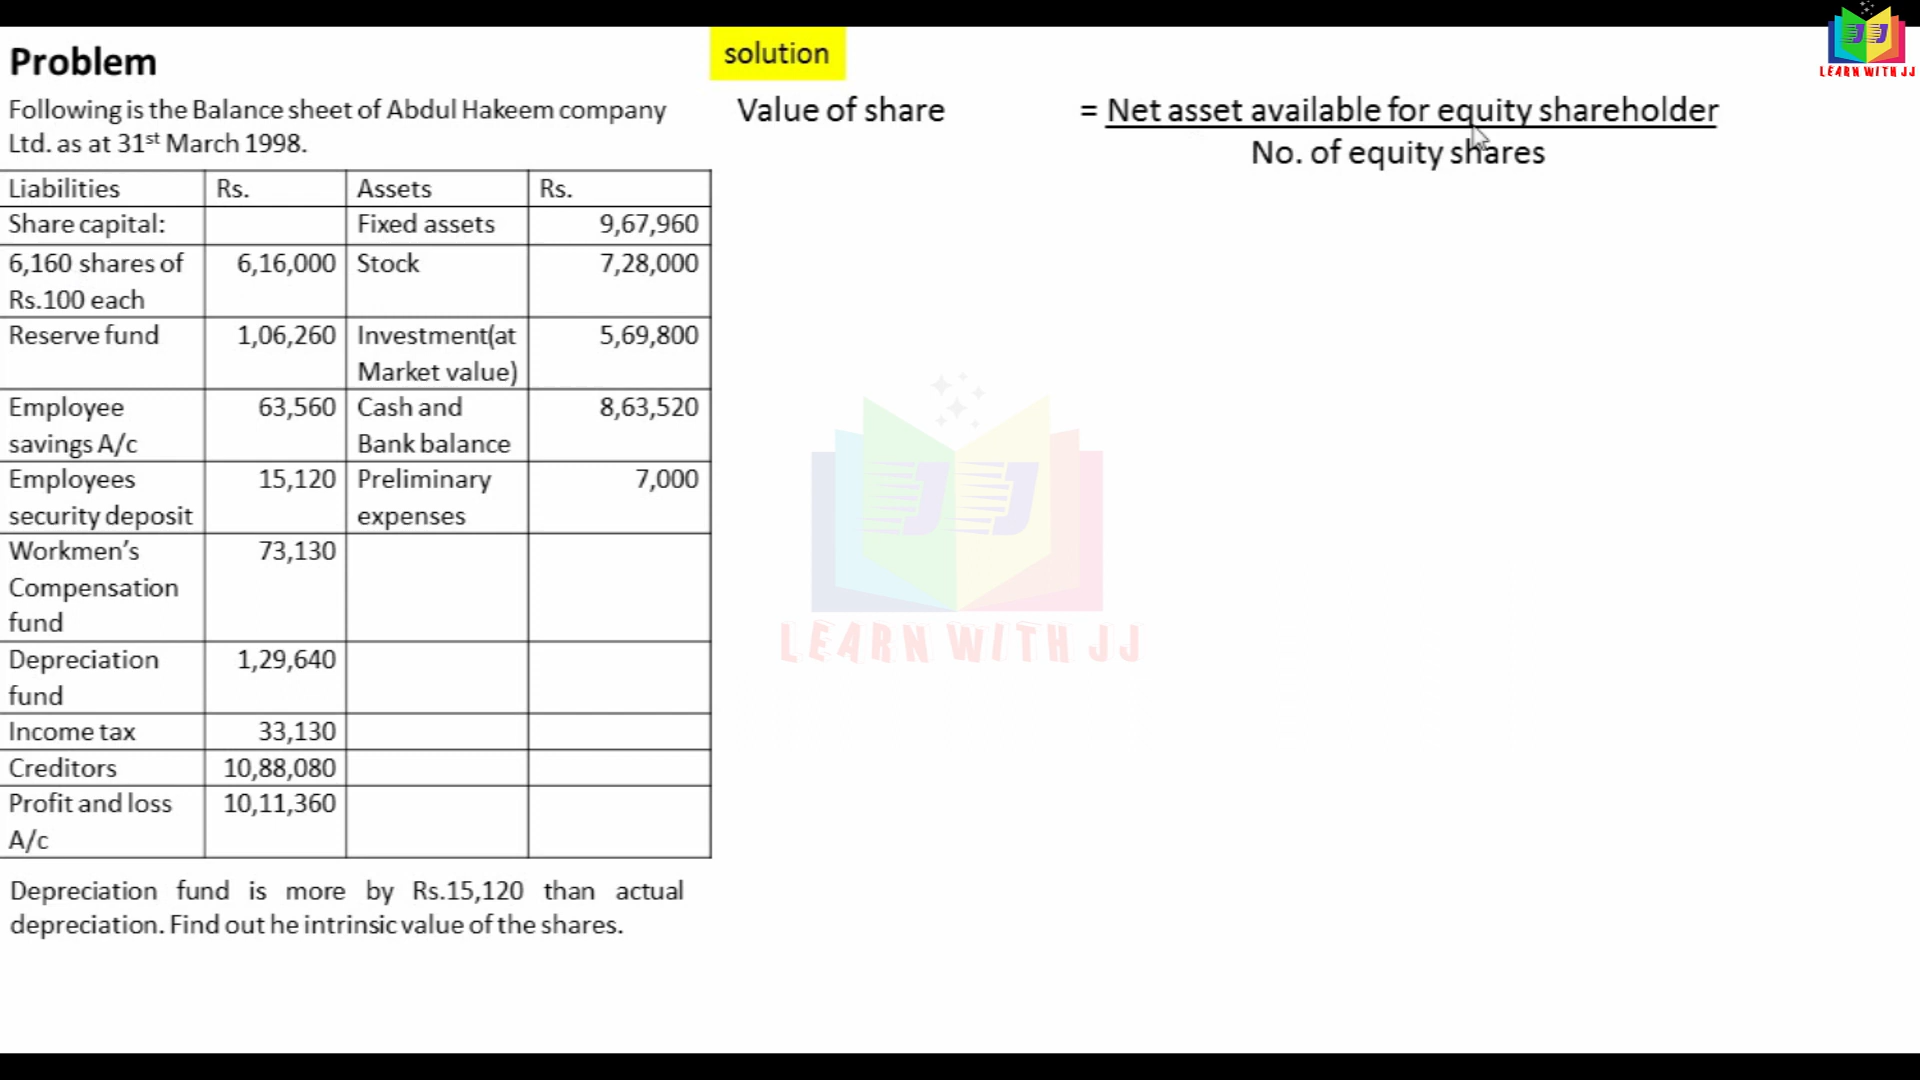 LEARN WITH JJ
Problem
Following is the Balance sheet of Abdul Hakeem company
Ltd. as at 31st March 1998.
Liabilities Rs. Assets Rs.
Share capital: Fixed assets 9,67,960
6,160 shares of 6,16,000 Stock 7,28,000
Rs.100 each
Reserve fund 1,06,260 Investment(at 5,69,800
Market value)
Employee 63,560 Cash and 8,63,520
savings A/c Bank balance
Employees 15,120 Preliminary 7,000
security deposit expenses
Workmen's 73,130
Compensation
fund
Depreciation 1,29,640
fund
Income tax 33,130
Creditors 10,88,080
Profit and loss 10,11,360
A/c
Depreciation fund is more by Rs.15,120 than actual
depreciation. Find out he intrinsic value of the shares.
solution
Value of share = Net asset available for equity shareholder
No. of equity shares
JJ
LEARN WITH JJ